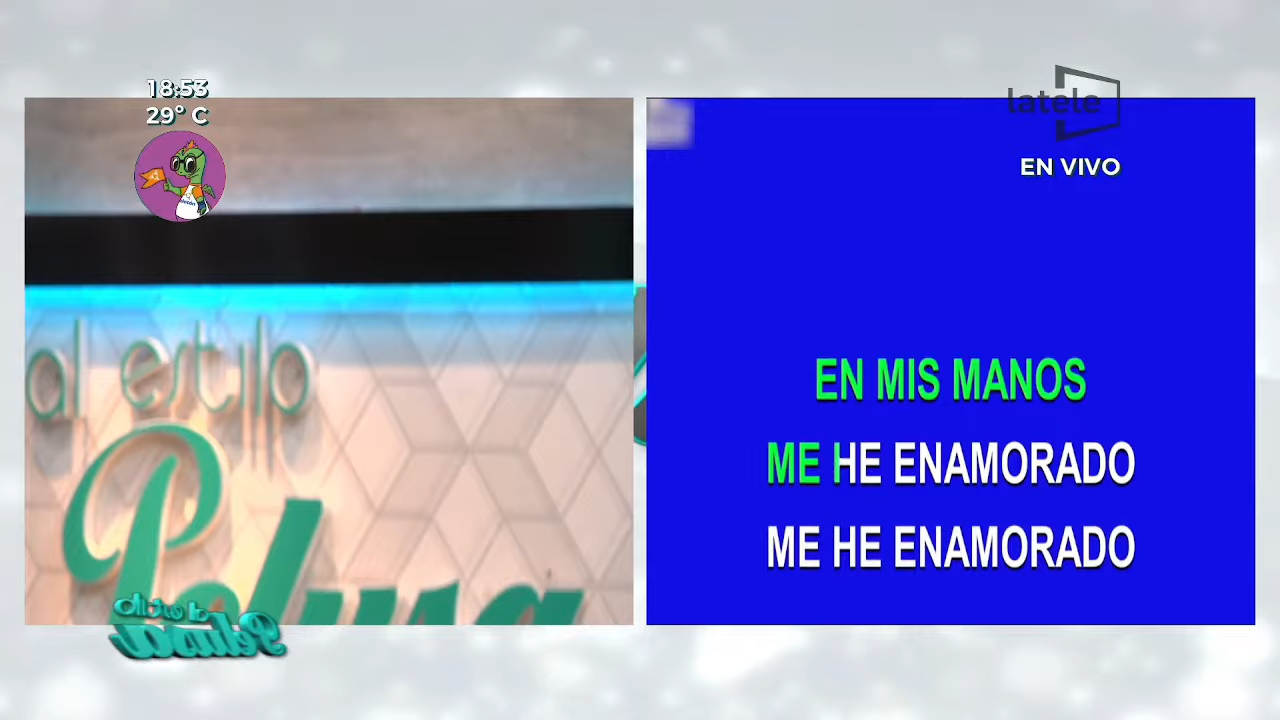 18:53
29° C
latele
EN VIVO
al estilo
Pelusa
EN MIS MANOS
ME HE ENAMORADO
ME HE ENAMORADO
al estilo
Pelusa